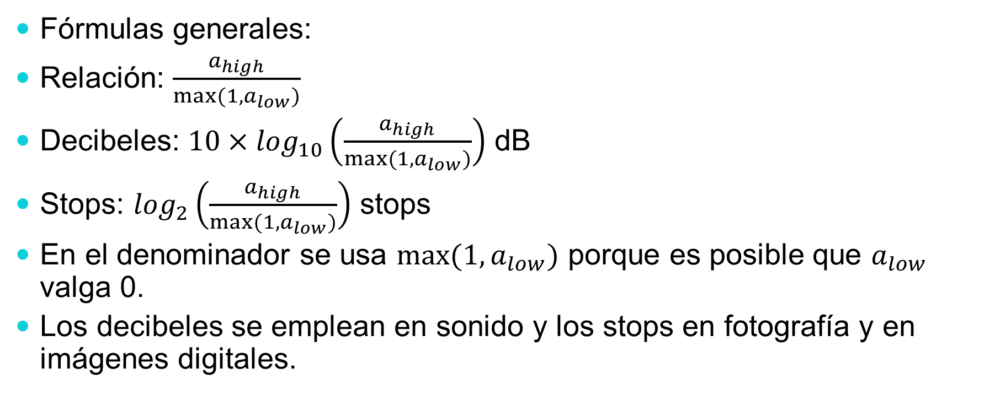 • Fórmulas generales:
• Relación: $\frac{a_{high}}{\max(1,a_{low})}$
• Decibeles: $10 \times log_{10} \left(\frac{a_{high}}{\max(1,a_{low})}\right)$ dB
• Stops: $log_2 \left(\frac{a_{high}}{\max(1,a_{low})}\right)$ stops
• En el denominador se usa $\max(1, a_{low})$ porque es posible que $a_{low}$
valga 0.
• Los decibeles se emplean en sonido y los stops en fotografía y en
imágenes digitales.